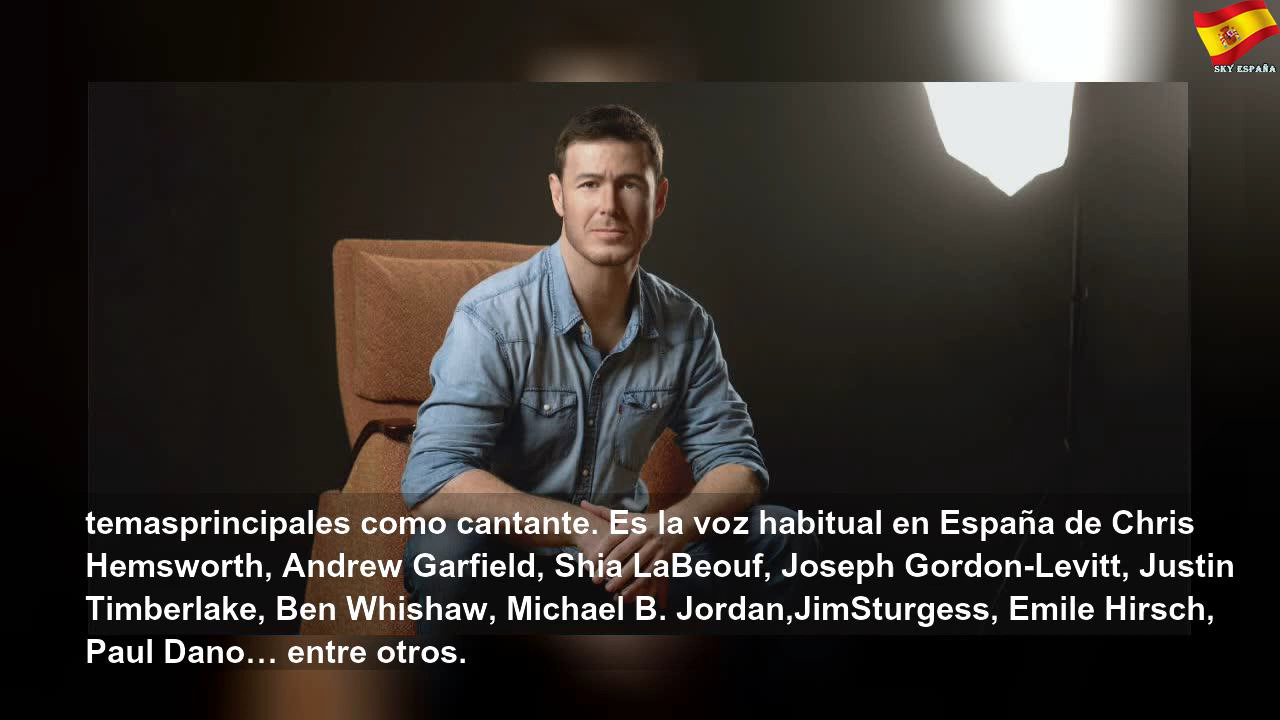 SKY ESPAÑA
temasprincipales como cantante. Es la voz habitual en España de Chris
Hemsworth, Andrew Garfield, Shia LaBeouf, Joseph Gordon-Levitt, Justin
Timberlake, Ben Whishaw, Michael B. Jordan,JimSturgess, Emile Hirsch,
Paul Dano… entre otros.